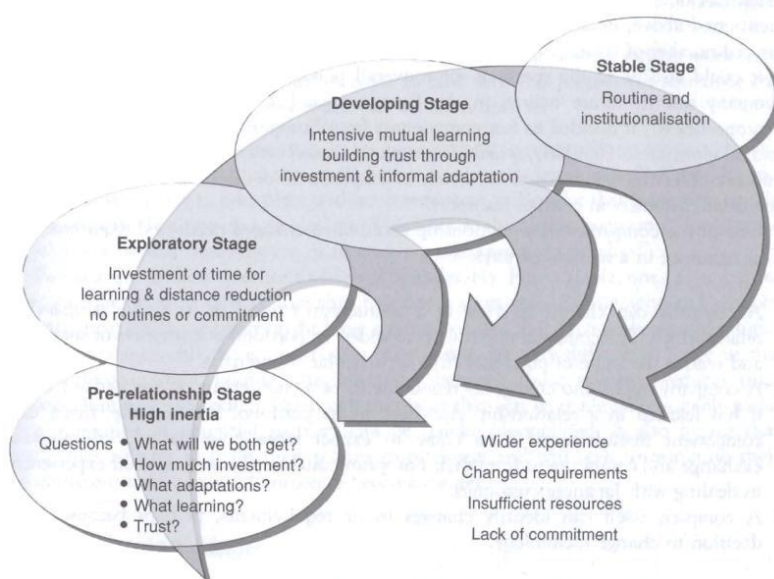 Stable Stage
Routine and
institutionalisation
Developing Stage
Intensive mutual learning
building trust through
investment & informal adaptation
Exploratory Stage
Investment of time for
learning & distance reduction
no routines or commitment
Pre-relationship Stage
High inertia
Questions • What will we both get?
• How much investment?
• What adaptations?
• What learning?
• Trust?
Wider experience
Changed requirements
Insufficient resources
Lack of commitment